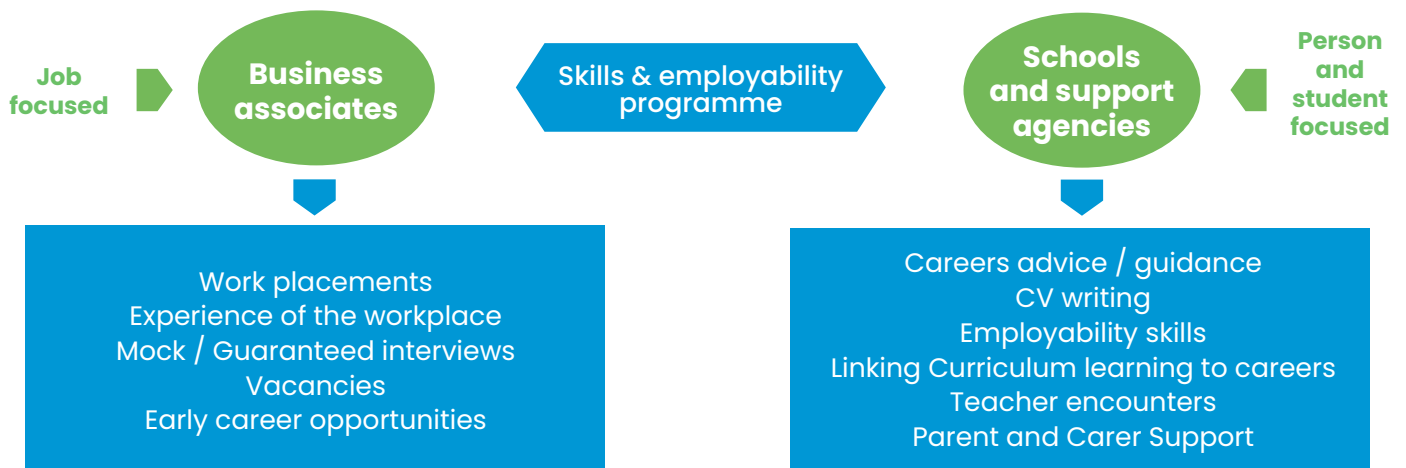 Job
focused
Business
associates
Skills & employability
programme
Schools
and support
agencies
Person
and
student
focused
Work placements
Experience of the workplace
Mock / Guaranteed interviews
Vacancies
Early career opportunities
Careers advice / guidance
CV writing
Employability skills
Linking Curriculum learning to careers
Teacher encounters
Parent and Carer Support